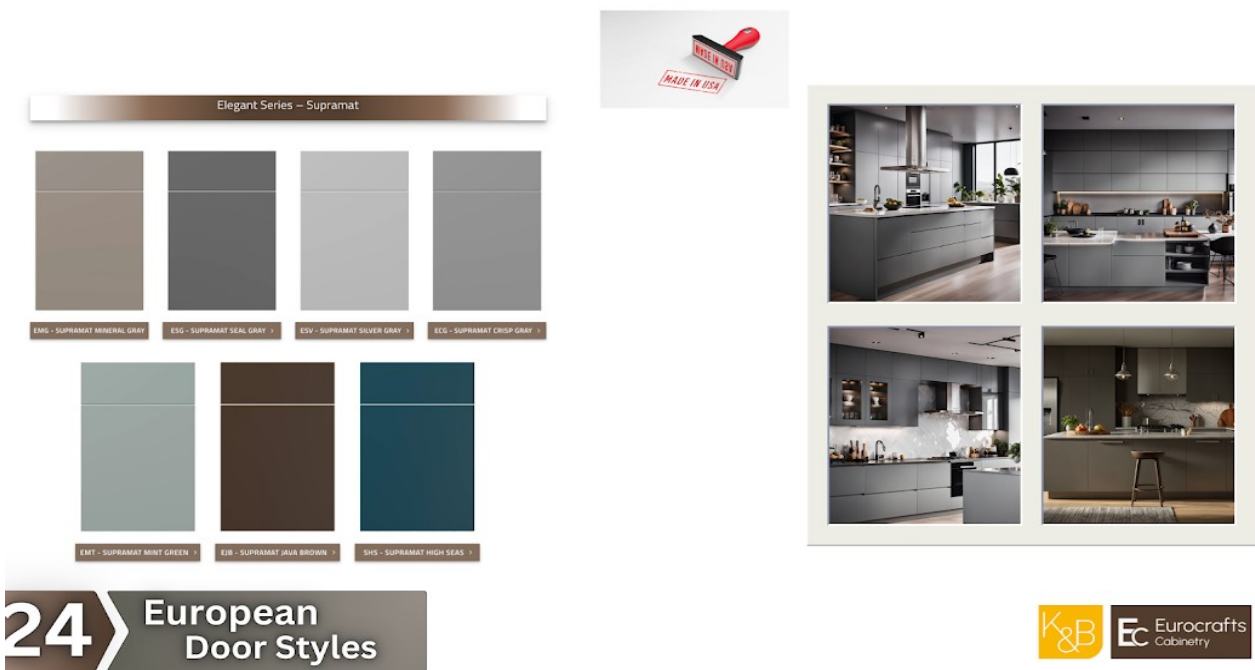 MADE IN USA
MADE IN USA
Elegant Series – Supramat
EMG - SUPRAMAT MINERAL GRAY
ESG - SUPRAMAT SEAL GRAY ›
ESV - SUPRAMAT SILVER GRAY ›
ECG - SUPRAMAT CRISP GRAY ›
EMT - SUPRAMAT MINT GREEN ›
EJB - SUPRAMAT JAVA BROWN ›
SHS - SUPRAMAT HIGH SEAS ›
24
European
Door Styles
K&B
EC
Eurocrafts
Cabinetry